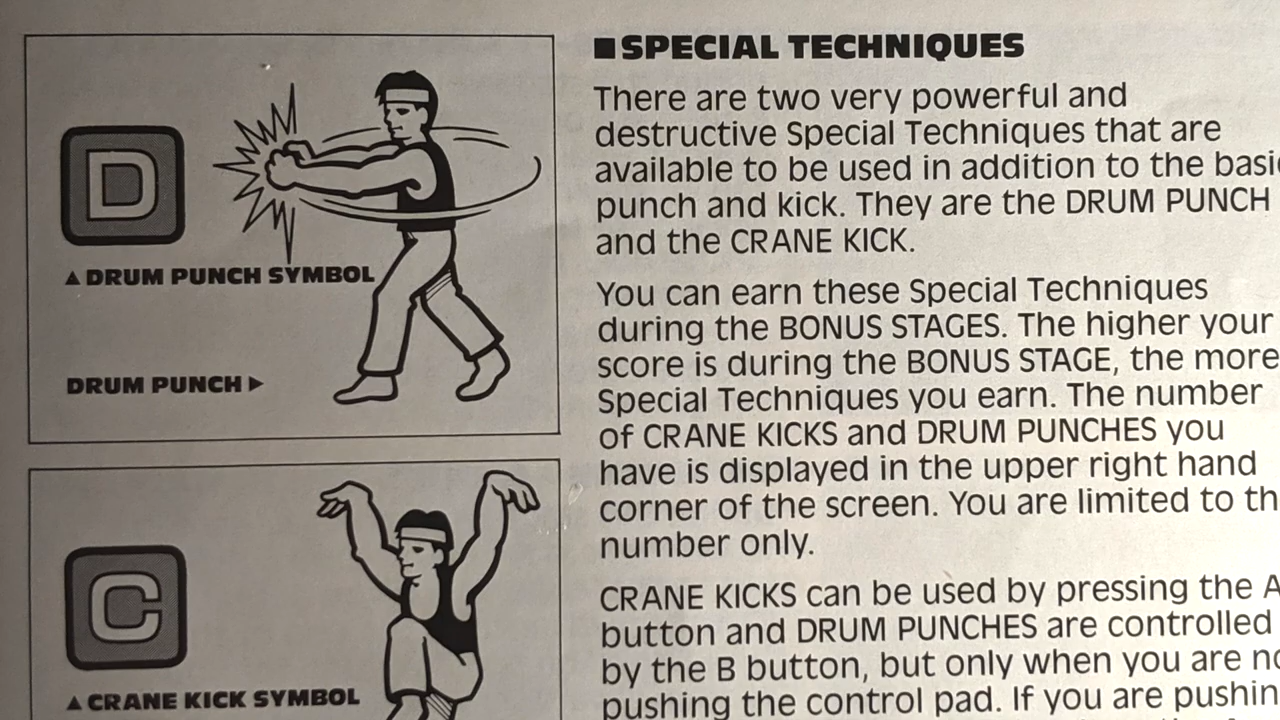 D
▲ DRUM PUNCH SYMBOL
DRUM PUNCH ▶
C
▲ CRANE KICK SYMBOL
■ SPECIAL TECHNIQUES
There are two very powerful and
destructive Special Techniques that are
available to be used in addition to the
punch and kick. They are the DRUM PUNCH
and the CRANE KICK.
You can earn these Special Techniques
during the BONUS STAGES. The higher your
score is during the BONUS STAGE, the more
Special Techniques you earn. The number
of CRANE KICKS and DRUM PUNCHES you
have is displayed in the upper right hand
corner of the screen. You are limited to
number only.
CRANE KICKS can be used by pressing the A
button and DRUM PUNCHES are controlled
by the B button, but only when you are
pushing the control pad. If you are